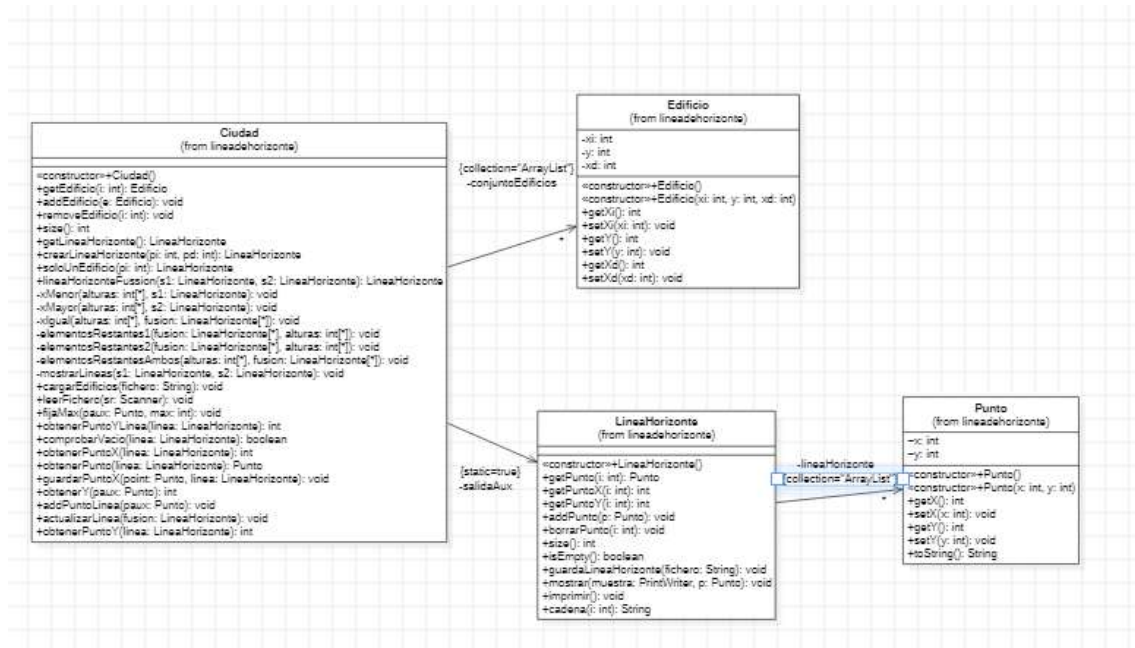 Ciudad
(from lineadehorizonte)
«constructor»+Ciudad()
+getEdificio(i: int): Edificio
+addEdificio(e: Edificio): void
+removeEdificio(i: int): void
+size(): int
+getLineaHorizonte(): LineaHorizonte
+crearLineaHorizonte(pi: int, pd: int): LineaHorizonte
+soloUnEdificio(pi: int): LineaHorizonte
+lineaHorizonteFussion(s1: LineaHorizonte, s2: LineaHorizonte): LineaHorizonte
-xMenor(alturas: int[*], s1: LineaHorizonte): void
-xMayor(alturas: int[*], s2: LineaHorizonte): void
-xIgual(alturas: int[*], fusion: LineaHorizonte[*]): void
-elementosRestantes1(fusion: LineaHorizonte[*], alturas: int[*]): void
-elementosRestantes2(fusion: LineaHorizonte[*], alturas: int[*]): void
-elementosRestantesAmbos(alturas: int[*], fusion: LineaHorizonte[*]): void
-mostrarLineas(s1: LineaHorizonte, s2: LineaHorizonte): void
+cargarEdificios(fichero: String): void
+leerFichero(sr: Scanner): void
+fijaMax(paux: Punto, max: int): void
+obtenerPuntoYLinea(linea: LineaHorizonte): int
+comprobarVacio(linea: LineaHorizonte): boolean
+obtenerPuntoX(linea: LineaHorizonte): int
+obtenerPunto(linea: LineaHorizonte): Punto
+guardarPuntoX(point: Punto, linea: LineaHorizonte): void
+obtenerY(paux: Punto): int
+addPuntoLinea(paux: Punto): void
+actualizarLinea(fusion: LineaHorizonte): void
+obtenerPuntoY(linea: LineaHorizonte): int
{collection="ArrayList"}
-conjuntoEdificios
*
Edificio
(from lineadehorizonte)
-xi: int
-y: int
-xd: int
«constructor»+Edificio()
«constructor»+Edificio(xi: int, y: int, xd: int)
+getXi(): int
+setXi(xi: int): void
+getY(): int
+setY(y: int): void
+getXd(): int
+setXd(xd: int): void
{static=true}
-salidaAux
LineaHorizonte
(from lineadehorizonte)
«constructor»+LineaHorizonte()
+getPunto(i: int): Punto
+getPuntoX(i: int): int
+getPuntoY(i: int): int
+addPunto(p: Punto): void
+borrarPunto(i: int): void
+size(): int
+isEmpty(): boolean
+guardaLineaHorizonte(fichero: String): void
+mostrar(muestra: PrintWriter, p: Punto): void
+imprimir(): void
+cadena(i: int): String
-lineaHorizonte
{collection="ArrayList"}
*
Punto
(from lineadehorizonte)
-x: int
-y: int
«constructor»+Punto()
«constructor»+Punto(x: int, y: int)
+getX(): int
+setX(x: int): void
+getY(): int
+setY(y: int): void
+toString(): String